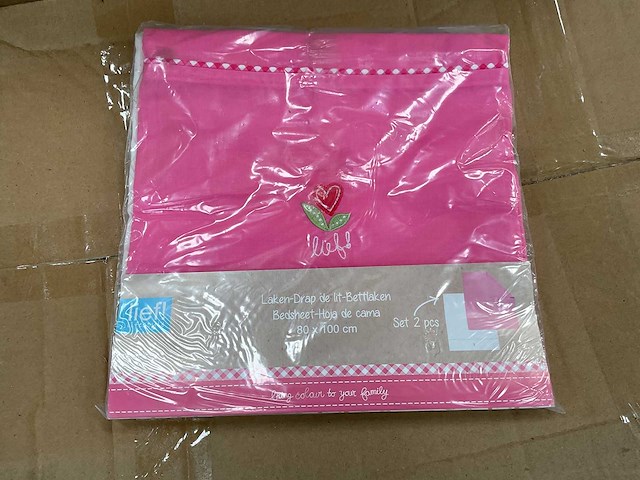 lief!
lief!
Laken-Drap de lit-Bettlaken
Bedsheet-Hoja de cama
80 x 100 cm
Set 2 pcs
bring colour to your family